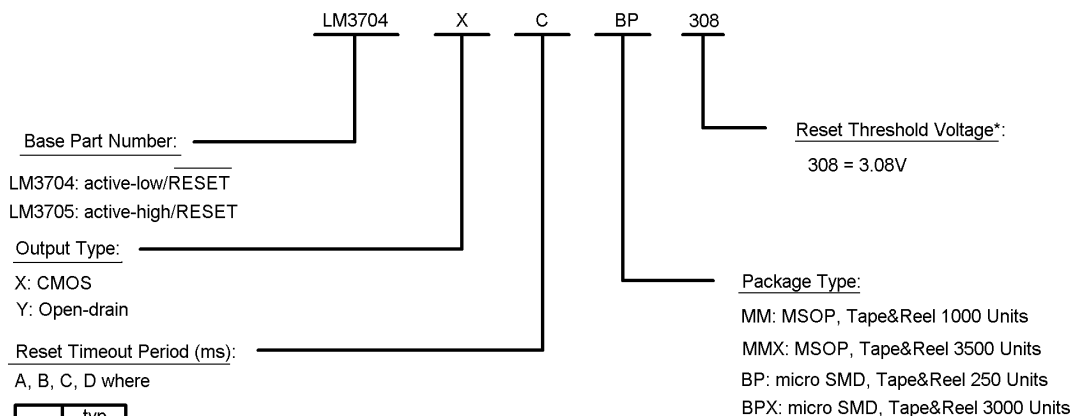 LM3704 X C BP 308
Base Part Number:
LM3704: active-low/RESET
LM3705: active-high/RESET
Output Type:
X: CMOS
Y: Open-drain
Reset Timeout Period (ms):
A, B, C, D where
typ
Reset Threshold Voltage*:
308 = 3.08V
Package Type:
MM: MSOP, Tape&Reel 1000 Units
MMX: MSOP, Tape&Reel 3500 Units
BP: micro SMD, Tape&Reel 250 Units
BPX: micro SMD, Tape&Reel 3000 Units